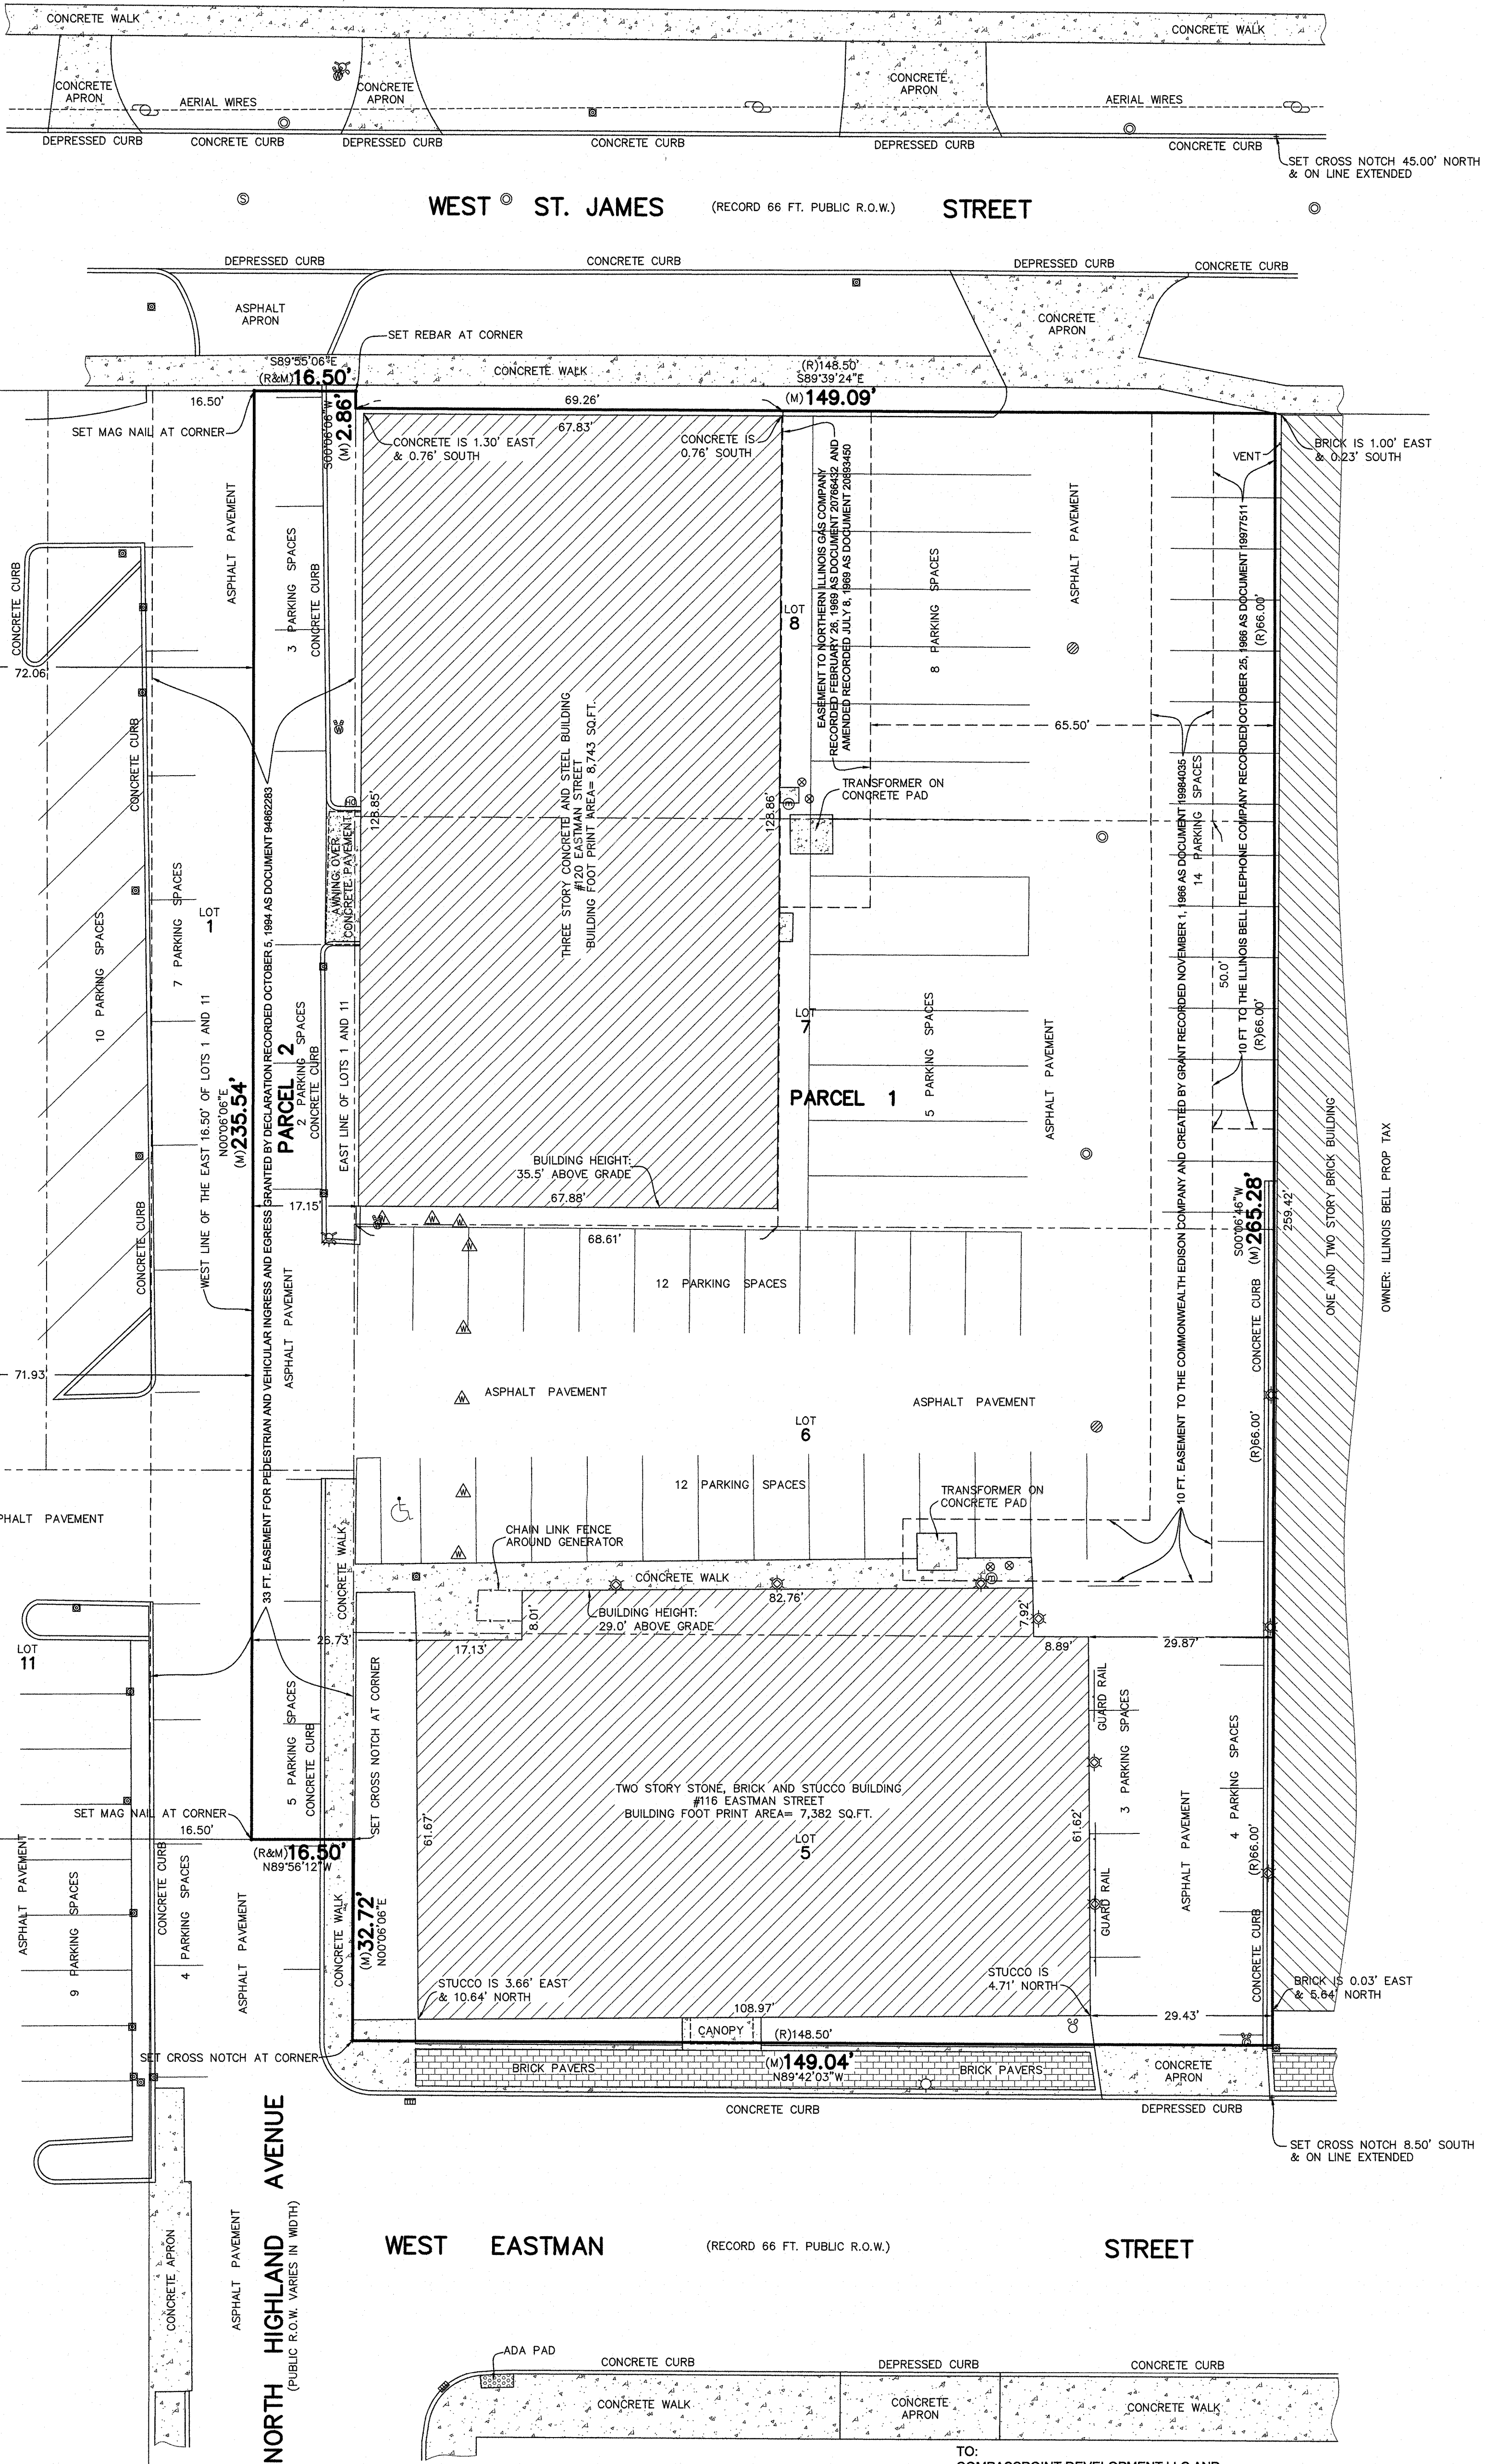 CONCRETE WALK
CONCRETE WALK
CONCRETE
APRON
AERIAL WIRES
CONCRETE
APRON
CONCRETE
APRON
AERIAL WIRES
DEPRESSED CURB
CONCRETE CURB
DEPRESSED CURB
CONCRETE CURB
DEPRESSED CURB
CONCRETE CURB
SET CROSS NOTCH 45.00' NORTH
& ON LINE EXTENDED
S
WEST ST. JAMES (RECORD 66 FT. PUBLIC R.O.W.) STREET
DEPRESSED CURB
CONCRETE CURB
DEPRESSED CURB
CONCRETE CURB
ASPHALT
APRON
CONCRETE
APRON
SET REBAR AT CORNER
S89°55'06"E
(R&M)16.50'
CONCRETE WALK
(R)148.50'
S89°39'24"E
(M)149.09'
16.50'
69.26'
SET MAG NAIL AT CORNER
S00°06'06"W
(M)2.86'
67.83'
CONCRETE IS 1.30' EAST
& 0.76' SOUTH
CONCRETE IS
0.76' SOUTH
VENT
BRICK IS 1.00' EAST
& 0.23' SOUTH
ASPHALT PAVEMENT
3 PARKING SPACES
CONCRETE CURB
CONCRETE CURB
72.06'
CONCRETE CURB
LOT
8
EASEMENT TO NORTHERN ILLINOIS GAS COMPANY
RECORDED FEBRUARY 26, 1969 AS DOCUMENT 20766432 AND
AMENDED RECORDED JULY 8, 1969 AS DOCUMENT 20893450
8 PARKING SPACES
ASPHALT PAVEMENT
(R)66.00'
65.50'
TRANSFORMER ON
CONCRETE PAD
128.85'
128.86'
THREE STORY CONCRETE AND STEEL BUILDING
#120 EASTMAN STREET
BUILDING FOOT PRINT AREA= 8,743 SQ.FT.
AWNING OVER
CONCRETE PAVEMENT
14 PARKING SPACES
10 FT. EASEMENT TO THE COMMONWEALTH EDISON COMPANY AND CREATED BY GRANT RECORDED NOVEMBER 1, 1966 AS DOCUMENT 19984035
10 FT TO THE ILLINOIS BELL TELEPHONE COMPANY RECORDED OCTOBER 25, 1966 AS DOCUMENT 19977511
50.0'
(R)66.00'
10 PARKING SPACES
7 PARKING SPACES
LOT
1
WEST LINE OF THE EAST 16.50' OF LOTS 1 AND 11
N00°06'06"E
(M)235.54'
33 FT. EASEMENT FOR PEDESTRIAN AND VEHICULAR INGRESS AND EGRESS GRANTED BY DECLARATION RECORDED OCTOBER 5, 1994 AS DOCUMENT 94862283
PARCEL 2
2 PARKING SPACES
CONCRETE CURB
EAST LINE OF LOTS 1 AND 11
LOT
7
PARCEL 1
5 PARKING SPACES
ASPHALT PAVEMENT
BUILDING HEIGHT:
35.5' ABOVE GRADE
67.88'
17.15'
68.61'
CONCRETE CURB
12 PARKING SPACES
S00°06'46"W
(M)265.28'
259.42'
ONE AND TWO STORY BRICK BUILDING
OWNER: ILLINOIS BELL PROP TAX
CONCRETE CURB
71.93'
ASPHALT PAVEMENT
ASPHALT PAVEMENT
ASPHALT PAVEMENT
LOT
6
(R)66.00'
W
W
W
W
W
W
W
W
12 PARKING SPACES
TRANSFORMER ON
CONCRETE PAD
PHALT PAVEMENT
CHAIN LINK FENCE
AROUND GENERATOR
CONCRETE WALK
CONCRETE WALK
82.76'
BUILDING HEIGHT:
29.0' ABOVE GRADE
8.01'
7.92'
LOT
11
25.73'
17.13'
8.89'
29.87'
5 PARKING SPACES
CONCRETE CURB
SET CROSS NOTCH AT CORNER
GUARD RAIL
3 PARKING SPACES
4 PARKING SPACES
TWO STORY STONE, BRICK AND STUCCO BUILDING
#116 EASTMAN STREET
BUILDING FOOT PRINT AREA= 7,382 SQ.FT.
LOT
5
61.67'
61.62'
ASPHALT PAVEMENT
(R)66.00'
SET MAG NAIL AT CORNER
16.50'
(R&M)16.50'
N89°56'12"W
ASPHALT PAVEMENT
9 PARKING SPACES
CONCRETE CURB
4 PARKING SPACES
ASPHALT PAVEMENT
CONCRETE WALK
(M)32.72'
N00°06'06"E
GUARD RAIL
CONCRETE CURB
STUCCO IS 3.66' EAST
& 10.64' NORTH
STUCCO IS
4.71' NORTH
BRICK IS 0.03' EAST
& 5.64' NORTH
108.97'
29.43'
CANOPY
(R)148.50'
SET CROSS NOTCH AT CORNER
BRICK PAVERS
(M)149.04'
N89°42'03"W
BRICK PAVERS
CONCRETE
APRON
CONCRETE CURB
DEPRESSED CURB
SET CROSS NOTCH 8.50' SOUTH
& ON LINE EXTENDED
CONCRETE APRON
ASPHALT PAVEMENT
NORTH HIGHLAND AVENUE
(PUBLIC R.O.W. VARIES IN WIDTH)
WEST EASTMAN (RECORD 66 FT. PUBLIC R.O.W.) STREET
ADA PAD
CONCRETE CURB
DEPRESSED CURB
CONCRETE CURB
CONCRETE WALK
CONCRETE
APRON
CONCRETE WALK
TO:
COMPASSPOINT DEVELOPMENT LLC AND